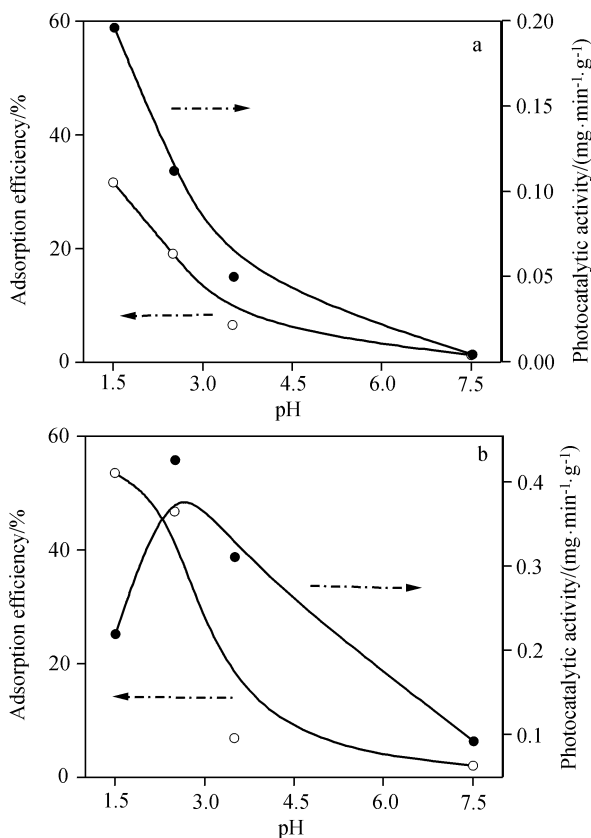 a
60
40
20
0
Adsorption efficiency/%
0.20
0.15
0.10
0.05
0.00
Photocatalytic activity/(mg·min⁻¹·g⁻¹)
1.5 3.0 4.5 6.0 7.5
pH
b
60
40
20
0
Adsorption efficiency/%
0.4
0.3
0.2
0.1
Photocatalytic activity/(mg·min⁻¹·g⁻¹)
1.5 3.0 4.5 6.0 7.5
pH